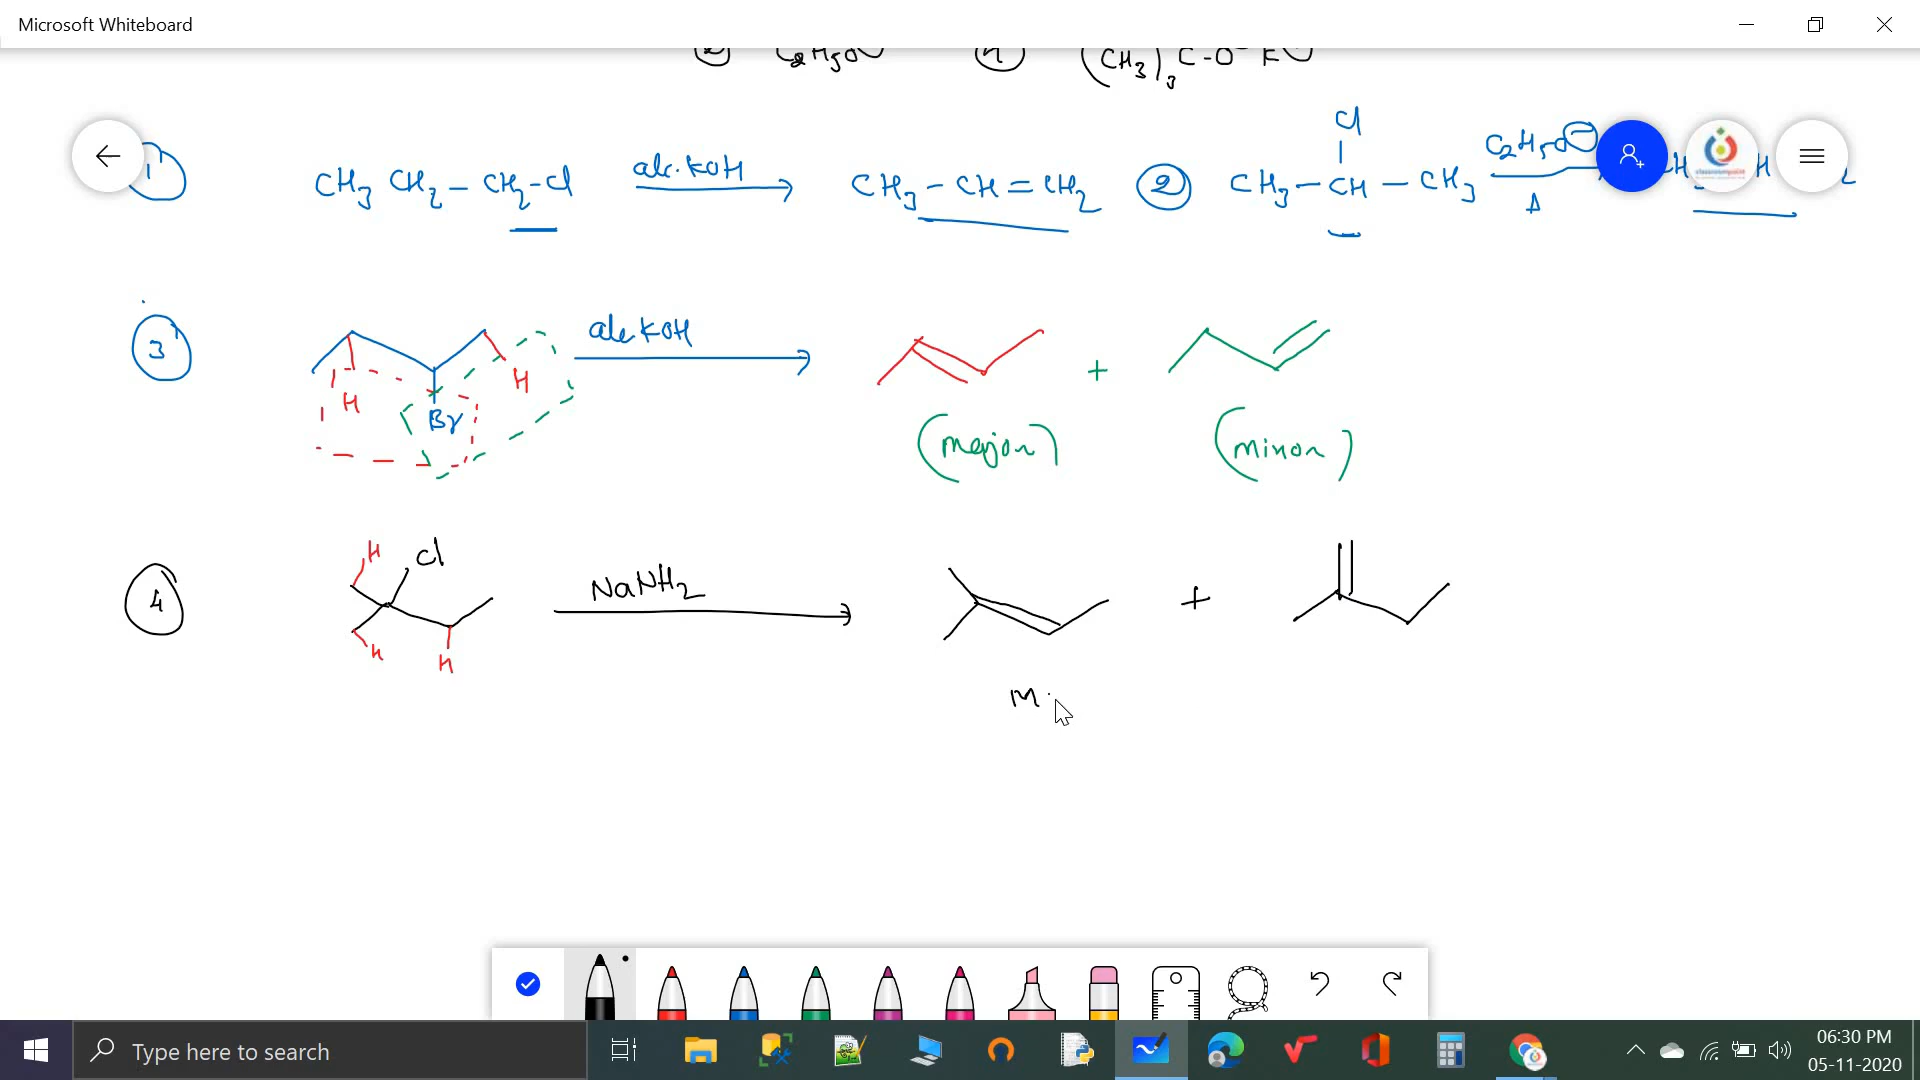 Microsoft Whiteboard
② C₂H₅O ④ (CH₃)₃C-O⁻ K
① CH₃ CH₂ – CH₂-Cl alc.KOH CH₃ – CH = CH₂ ② CH₃ – CH – CH₃ C₂H₅O⊖
Cl
Δ
③ alc KOH +
H Br H
(major) (minor)
④ H Cl NaNH₂ +
H H
M
Type here to search
06:30 PM
05-11-2020